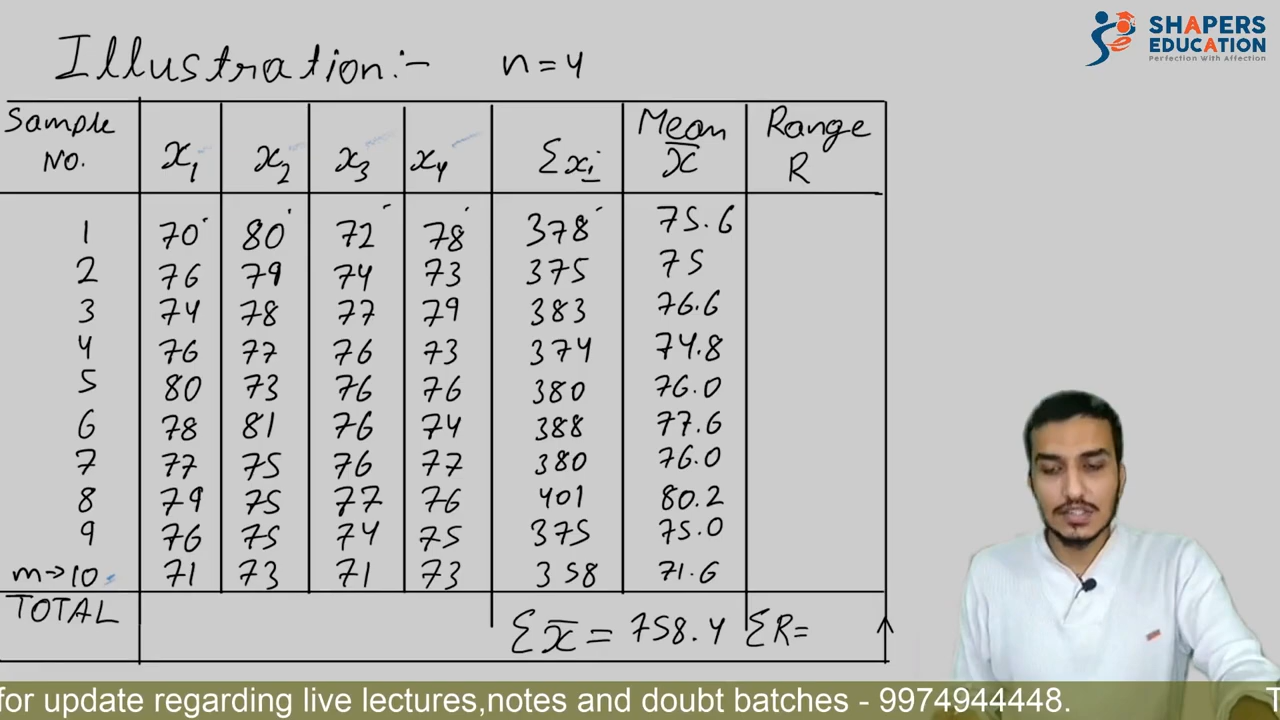 SHAPERS
EDUCATION
Perfection With Affection
Illustration:- n=4
Sample No. x₁ x₂ x₃ x₄ Σxi Mean x̄ Range R
1 70 80 72 78 378 75.6
2 76 79 74 73 375 75
3 74 78 77 79 383 76.6
4 76 77 76 73 374 74.8
5 80 73 76 76 380 76.0
6 78 81 76 74 388 77.6
7 77 75 76 77 380 76.0
8 79 75 77 76 401 80.2
9 76 75 74 75 375 75.0
m→10 71 73 71 73 358 71.6
TOTAL Σx̄ = 758.4 ΣR=
for update regarding live lectures,notes and doubt batches - 9974944448.